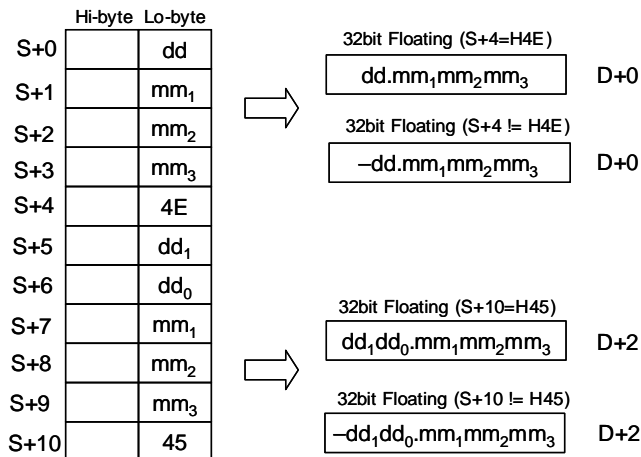 Hi-byte Lo-byte
S+0 dd
S+1 mm₁
S+2 mm₂
S+3 mm₃
S+4 4E
S+5 dd₁
S+6 dd₀
S+7 mm₁
S+8 mm₂
S+9 mm₃
S+10 45
32bit Floating (S+4=H4E)
dd.mm₁mm₂mm₃ D+0
32bit Floating (S+4 != H4E)
–dd.mm₁mm₂mm₃ D+0
32bit Floating (S+10=H45)
dd₁dd₀.mm₁mm₂mm₃ D+2
32bit Floating (S+10 != H45)
–dd₁dd₀.mm₁mm₂mm₃ D+2